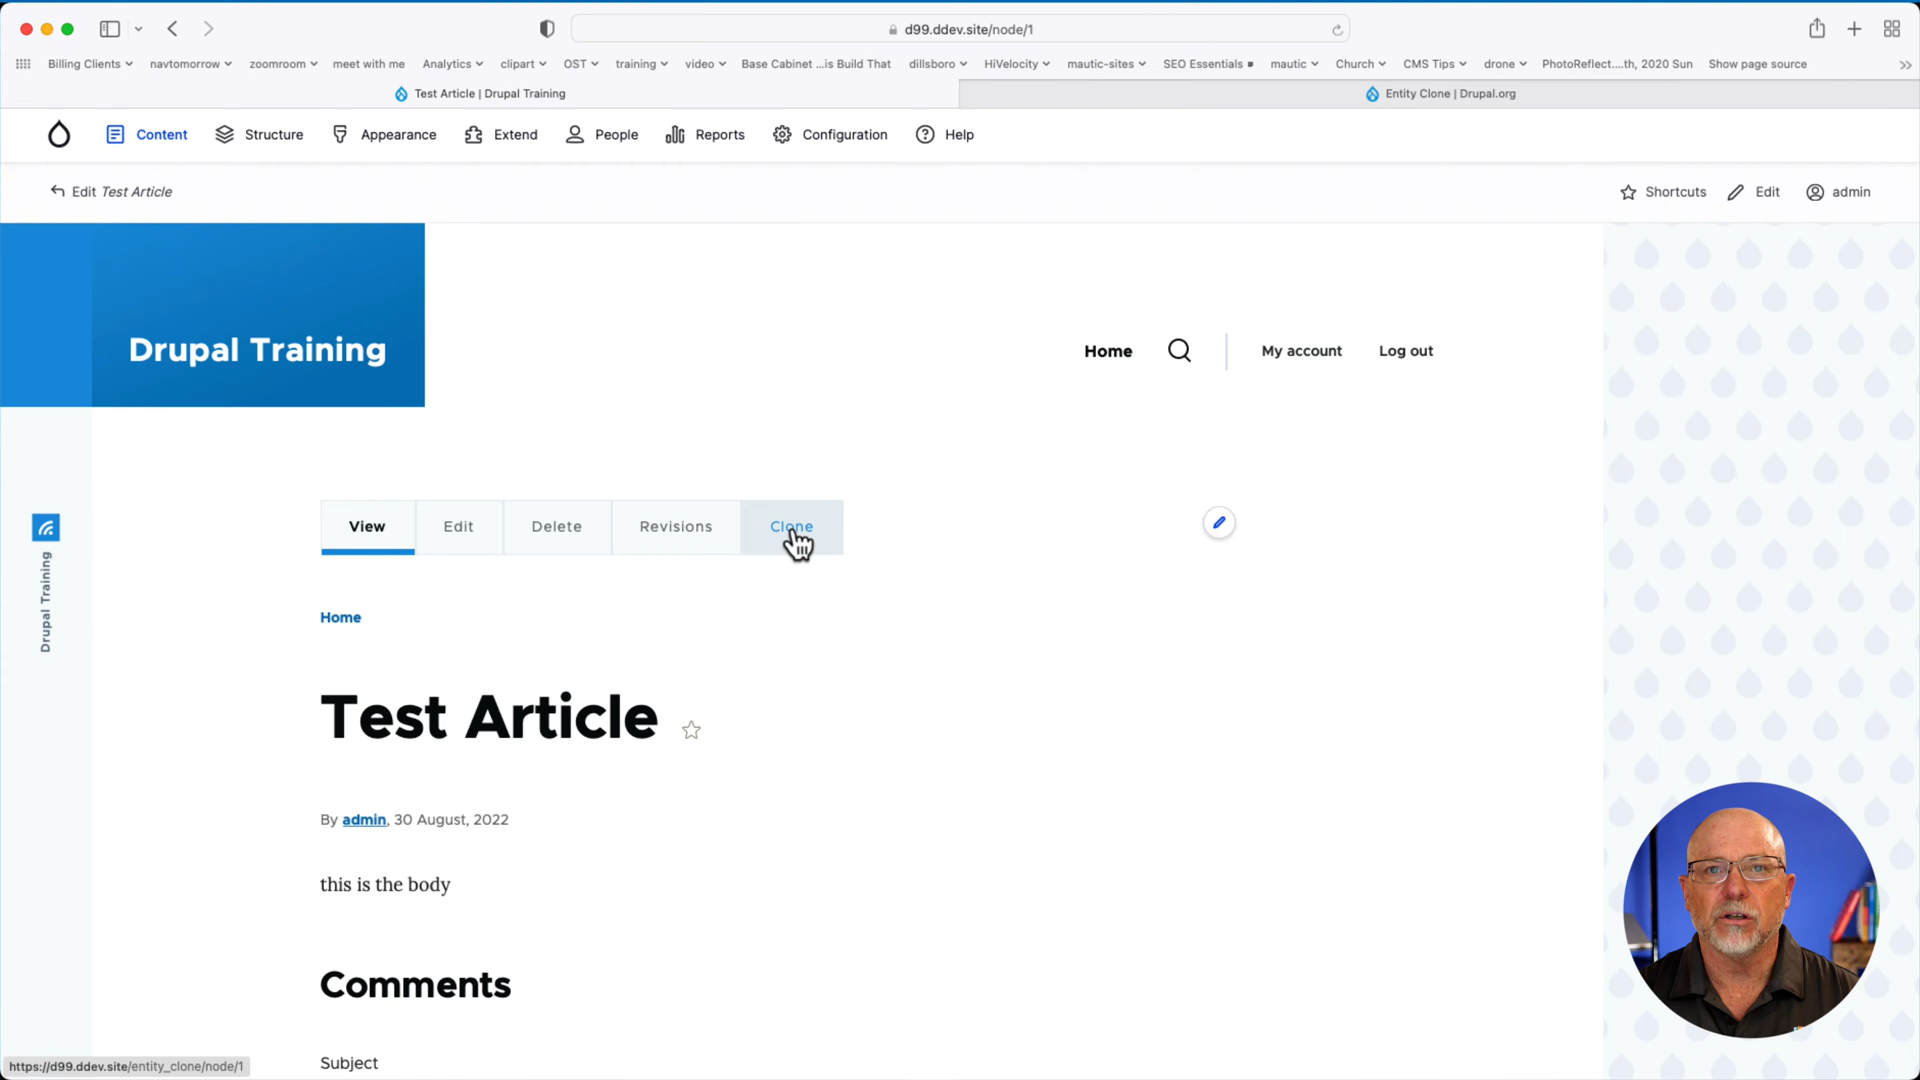 d99.ddev.site/node/1
Billing Clients navtomorrow zoomroom meet with me Analytics clipart OST training video Base Cabinet ...is Build That dillsboro HiVelocity mautic-sites SEO Essentials mautic Church CMS Tips drone PhotoReflect....th, 2020 Sun Show page source
Test Article | Drupal Training Entity Clone | Drupal.org
Content Structure Appearance Extend People Reports Configuration Help
Edit Test Article Shortcuts Edit admin
Drupal Training Home My account Log out
View Edit Delete Revisions Clone
Drupal Training
Home
Test Article
By admin, 30 August, 2022
this is the body
Comments
Subject
https://d99.ddev.site/entity_clone/node/1